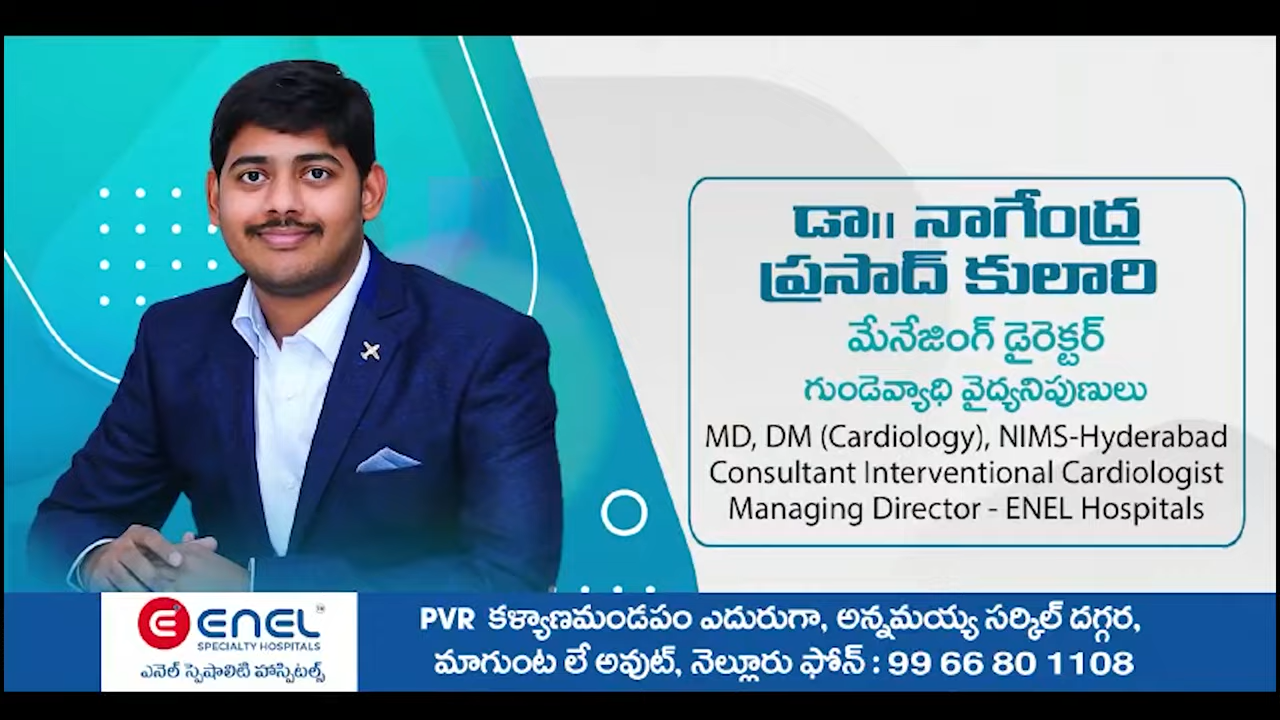 డా॥ నాగేంద్ర
ప్రసాద్ కులారి
మేనేజింగ్ డైరెక్టర్
గుండెవ్యాధి వైద్యనిపుణులు
MD, DM (Cardiology), NIMS-Hyderabad
Consultant Interventional Cardiologist
Managing Director - ENEL Hospitals
ENEL
SPECIALTY HOSPITALS
ఎనెల్ స్పెషాలిటి హాస్పిటల్స్
PVR కళ్యాణమండపం ఎదురుగా, అన్నమయ్య సర్కిల్ దగ్గర,
మాగుంట లే అవుట్, నెల్లూరు ఫోన్ : 99 66 80 1108